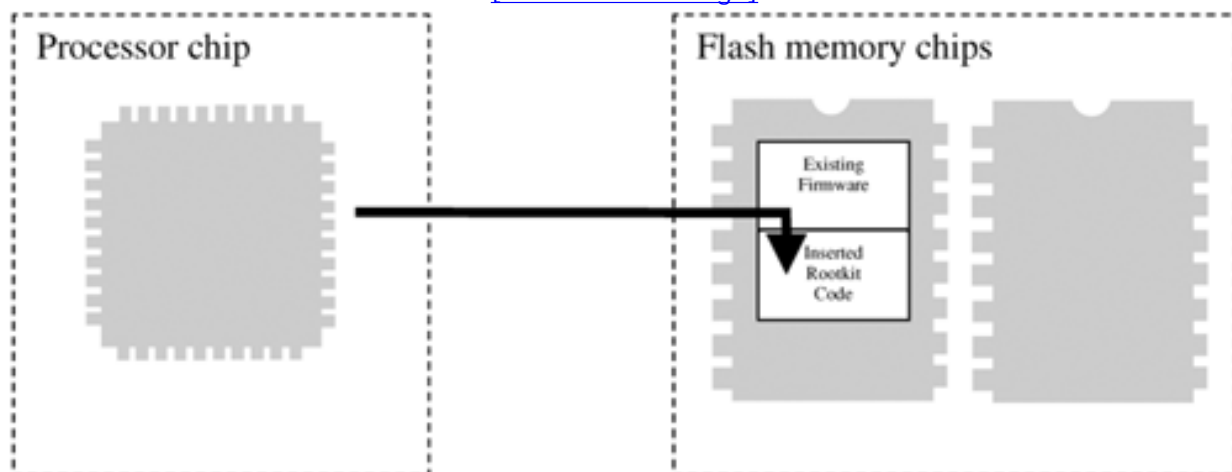 Processor chip
Flash memory chips
Existing
Firmware
Inserted
Rootkit
Code